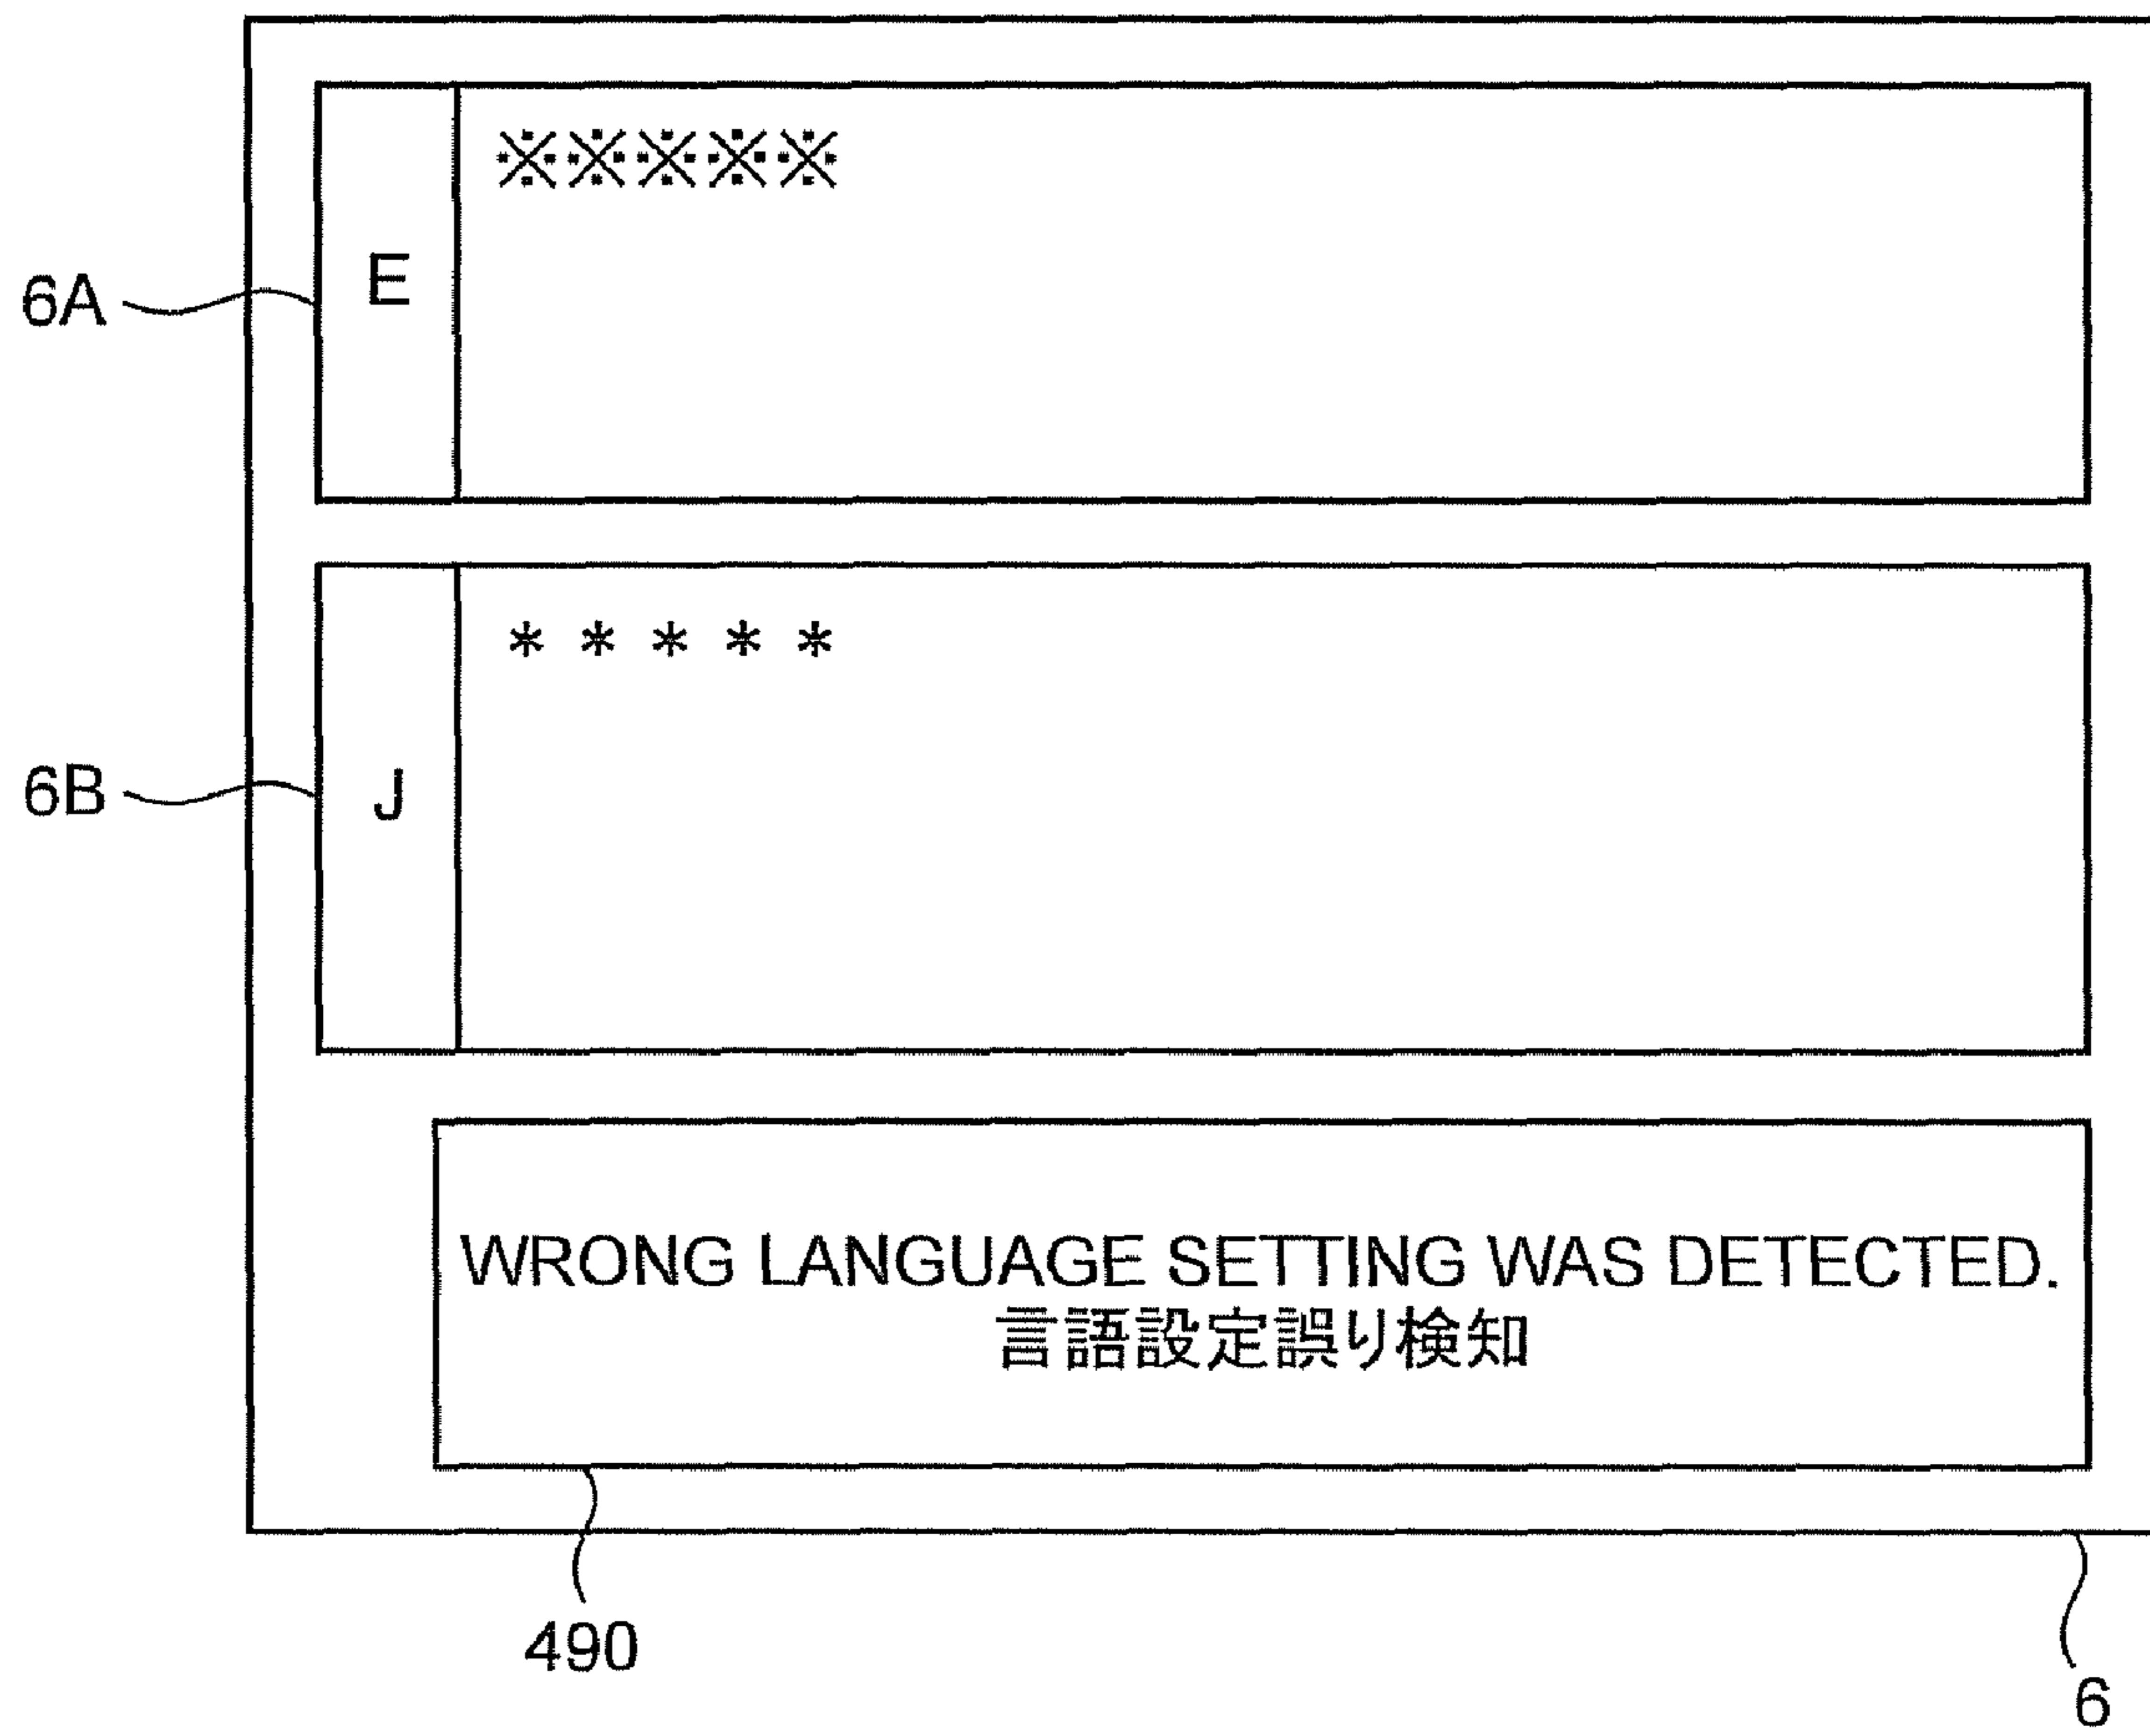 ※※※※※
6A
E
* * * * *
6B
J
WRONG LANGUAGE SETTING WAS DETECTED.
言語設定誤り検知
490
6